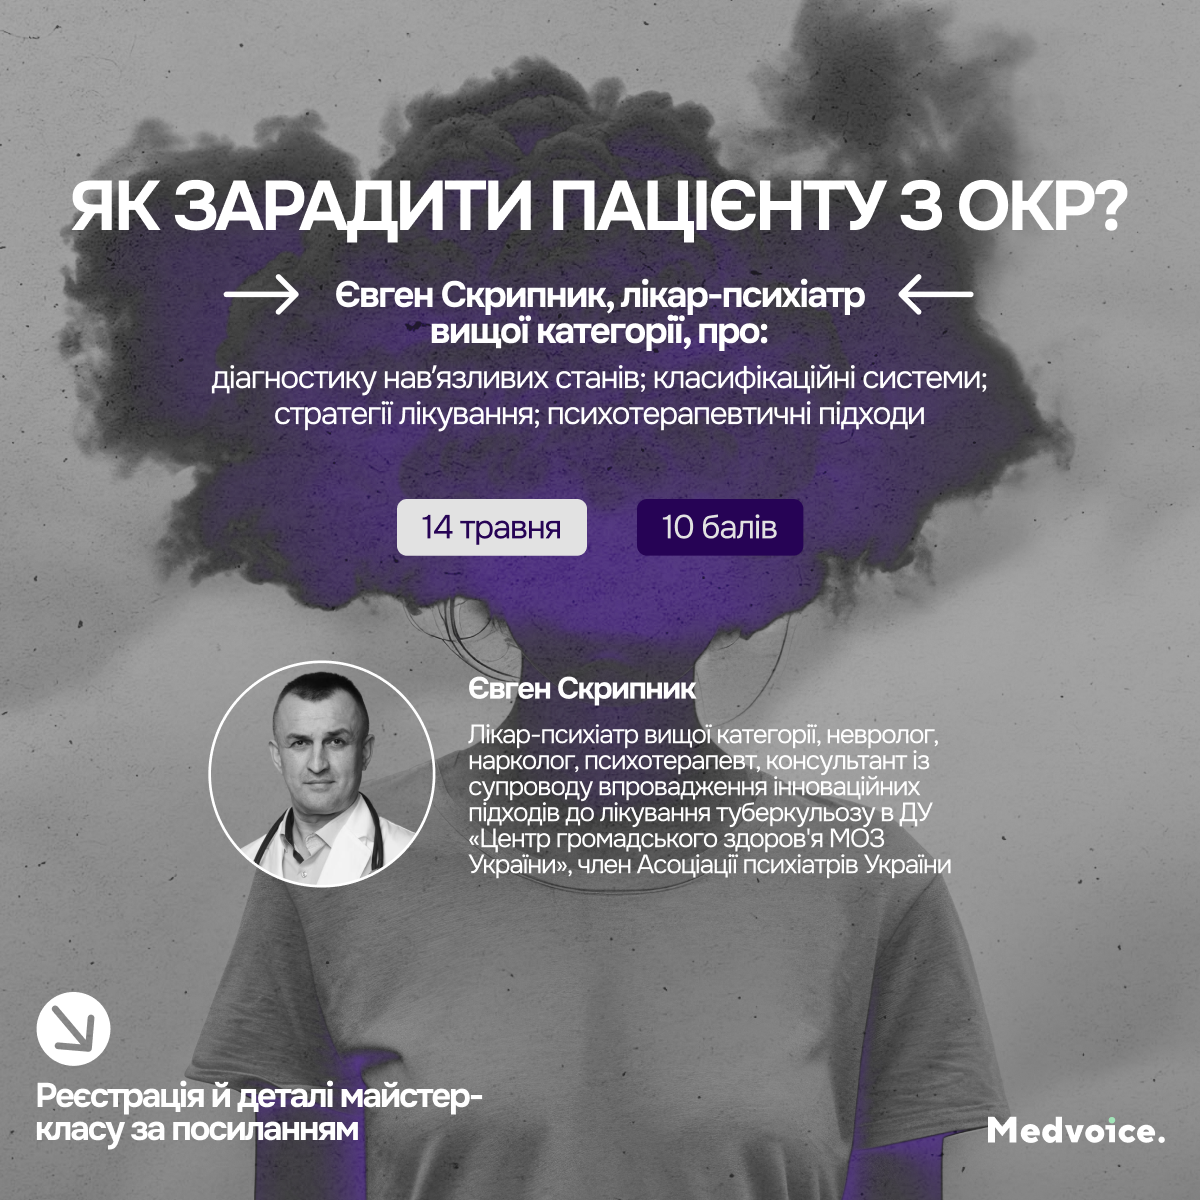 ЯК ЗАРАДИТИ ПАЦІЄНТУ З ОКР?
Євген Скрипник, лікар-психіатр
вищої категорії, про:
діагностику нав’язливих станів; класифікаційні системи;
стратегії лікування; психотерапевтичні підходи
14 травня
10 балів
Євген Скрипник
Лікар-психіатр вищої категорії, невролог,
нарколог, психотерапевт, консультант із
супроводу впровадження інноваційних
підходів до лікування туберкульозу в ДУ
«Центр громадського здоров'я МОЗ
України», член Асоціації психіатрів України
Реєстрація й деталі майстер-
класу за посиланням
Medvoice.